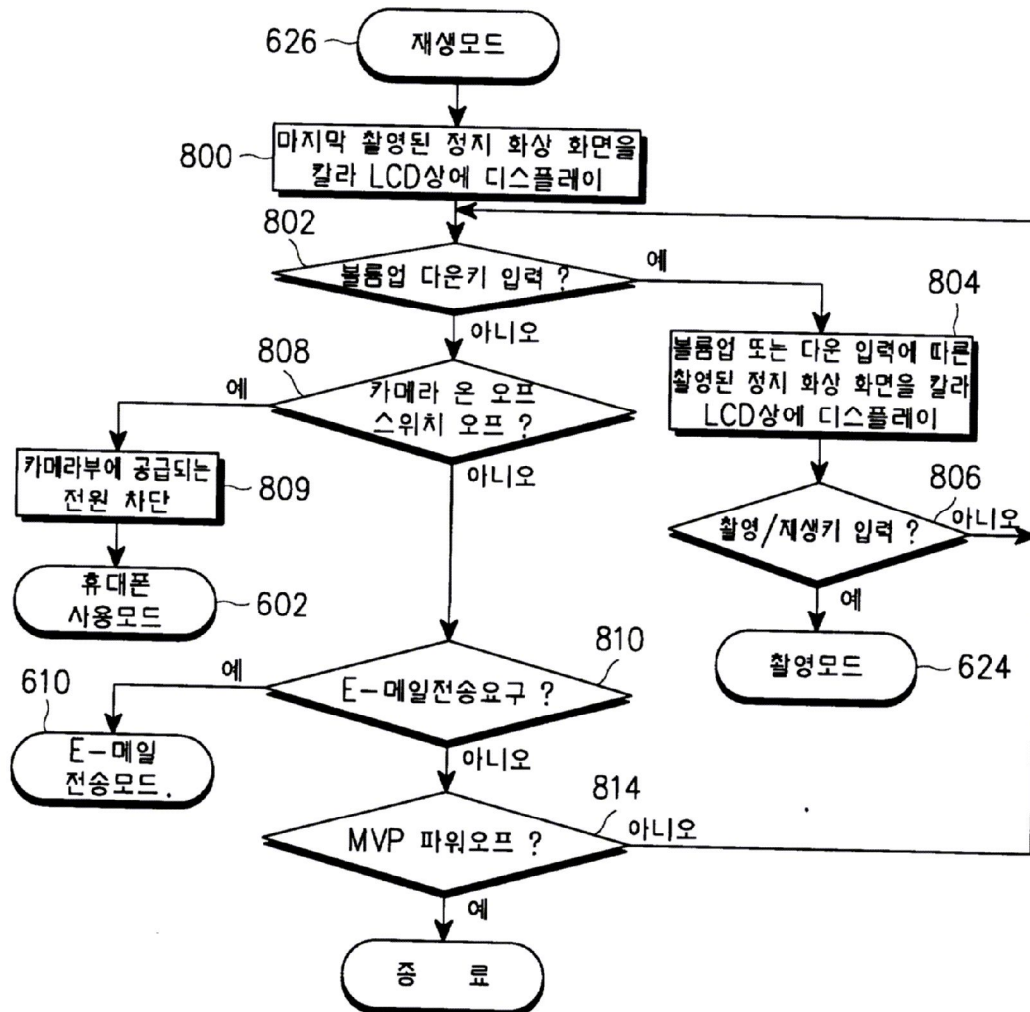 626
재생모드
800
마지막 촬영된 정지 화상 화면을
칼라 LCD상에 디스플레이
802
볼륨업 다운키 입력 ?
예
아니오
804
볼륨업 또는 다운 입력에 따른
촬영된 정지 화상 화면을 칼라
LCD상에 디스플레이
808
카메라 온 오프
스위치 오프 ?
예
아니오
806
촬영/재생키 입력 ?
아니오
예
카메라부에 공급되는
전원 차단
809
휴대폰
사용모드
602
촬영모드
624
810
E-메일전송요구 ?
예
아니오
610
E-메일
전송모드.
814
MVP 파워오프 ?
아니오
예
종 료